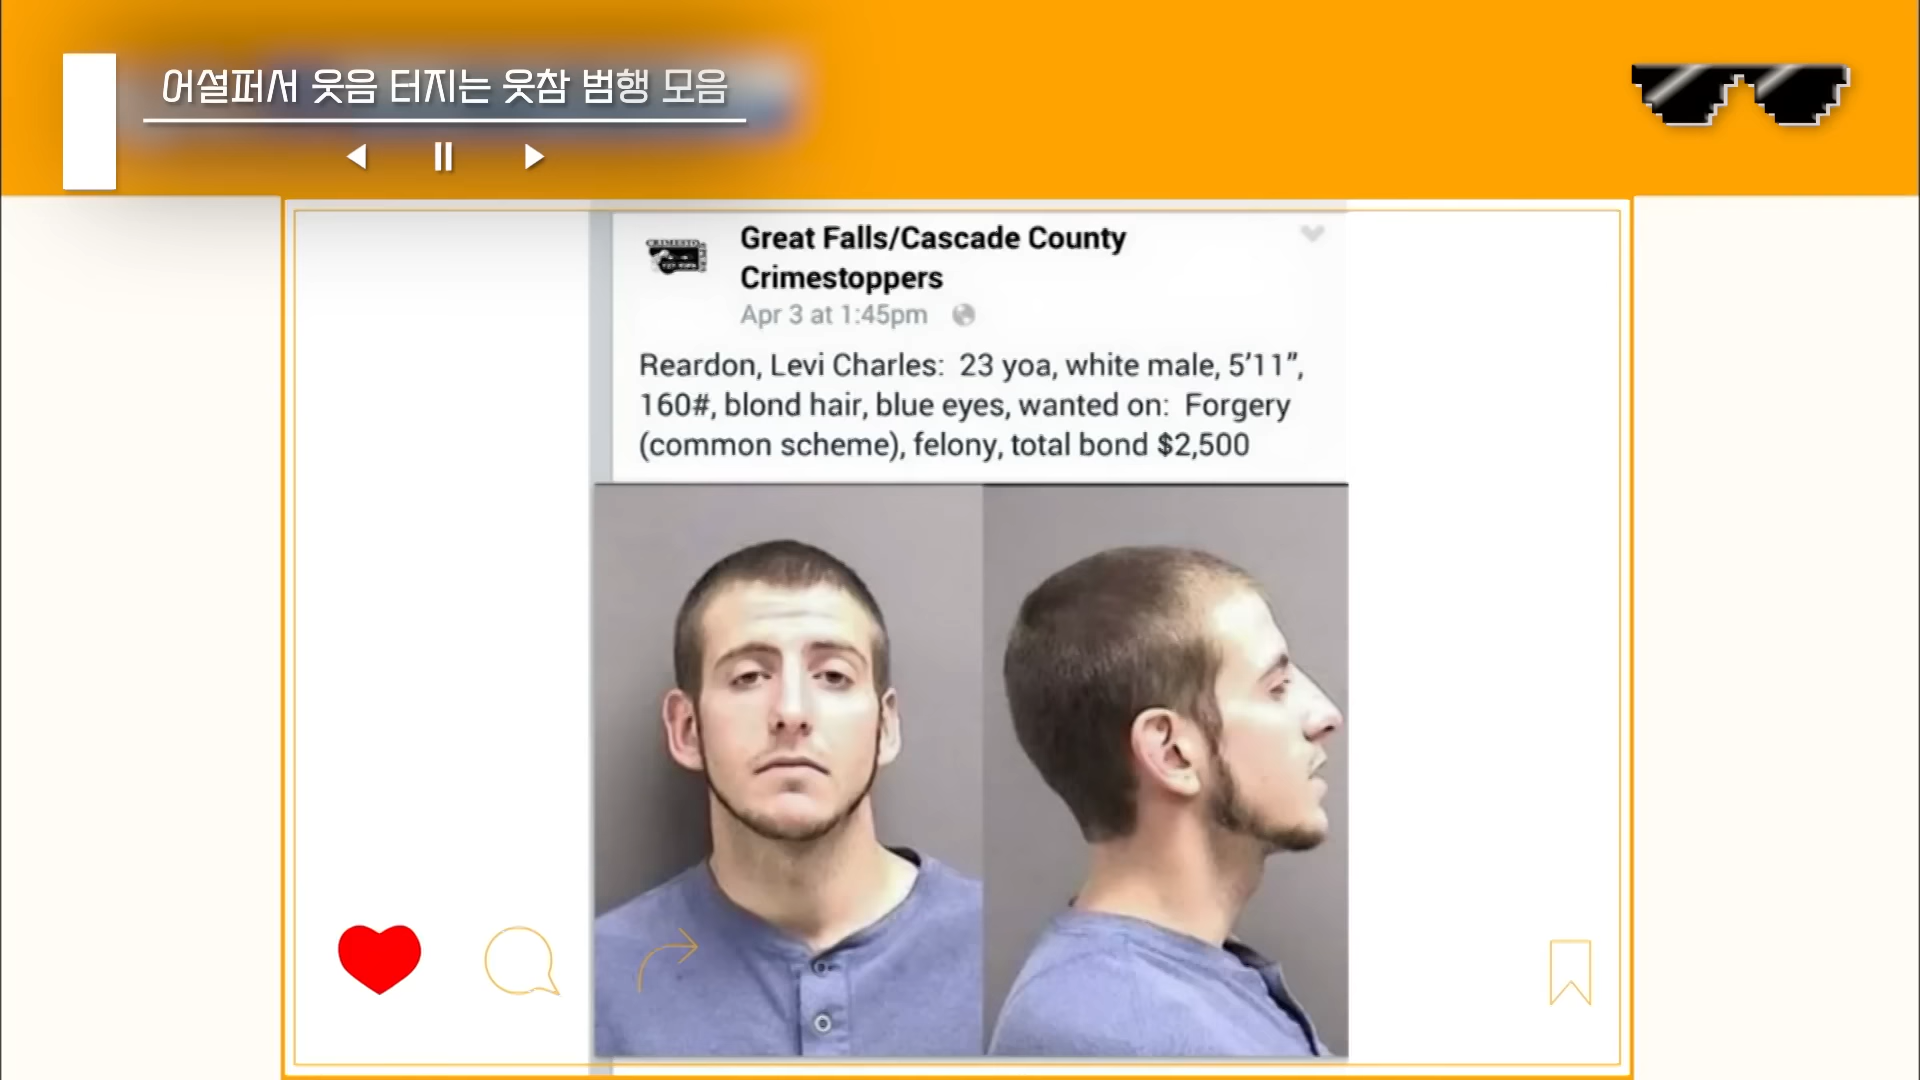 어설퍼서 웃음 터지는 웃참 범행 모음
Great Falls/Cascade County
Crimestoppers
Apr 3 at 1:45pm
Reardon, Levi Charles:  23 yoa, white male, 5'11",
160#, blond hair, blue eyes, wanted on:  Forgery
(common scheme), felony, total bond $2,500